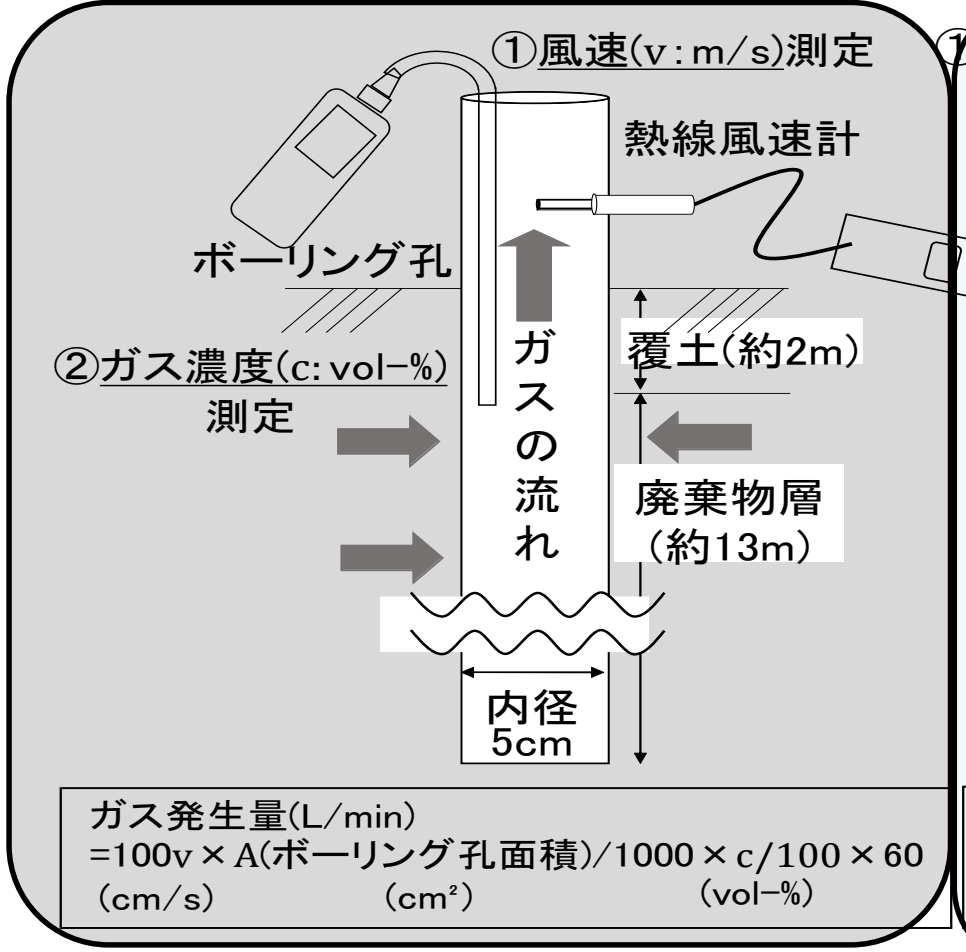 ①風速(v:m/s)測定
①
熱線風速計
ボーリング孔
覆土(約2m)
②ガス濃度(c: vol-%)
測定
ガスの流れ
廃棄物層
(約13m)
内径
5cm
ガス発生量(L/min)
=100v × A(ボーリング孔面積)/1000 × c/100 × 60
(cm/s) (cm²) (vol-%)